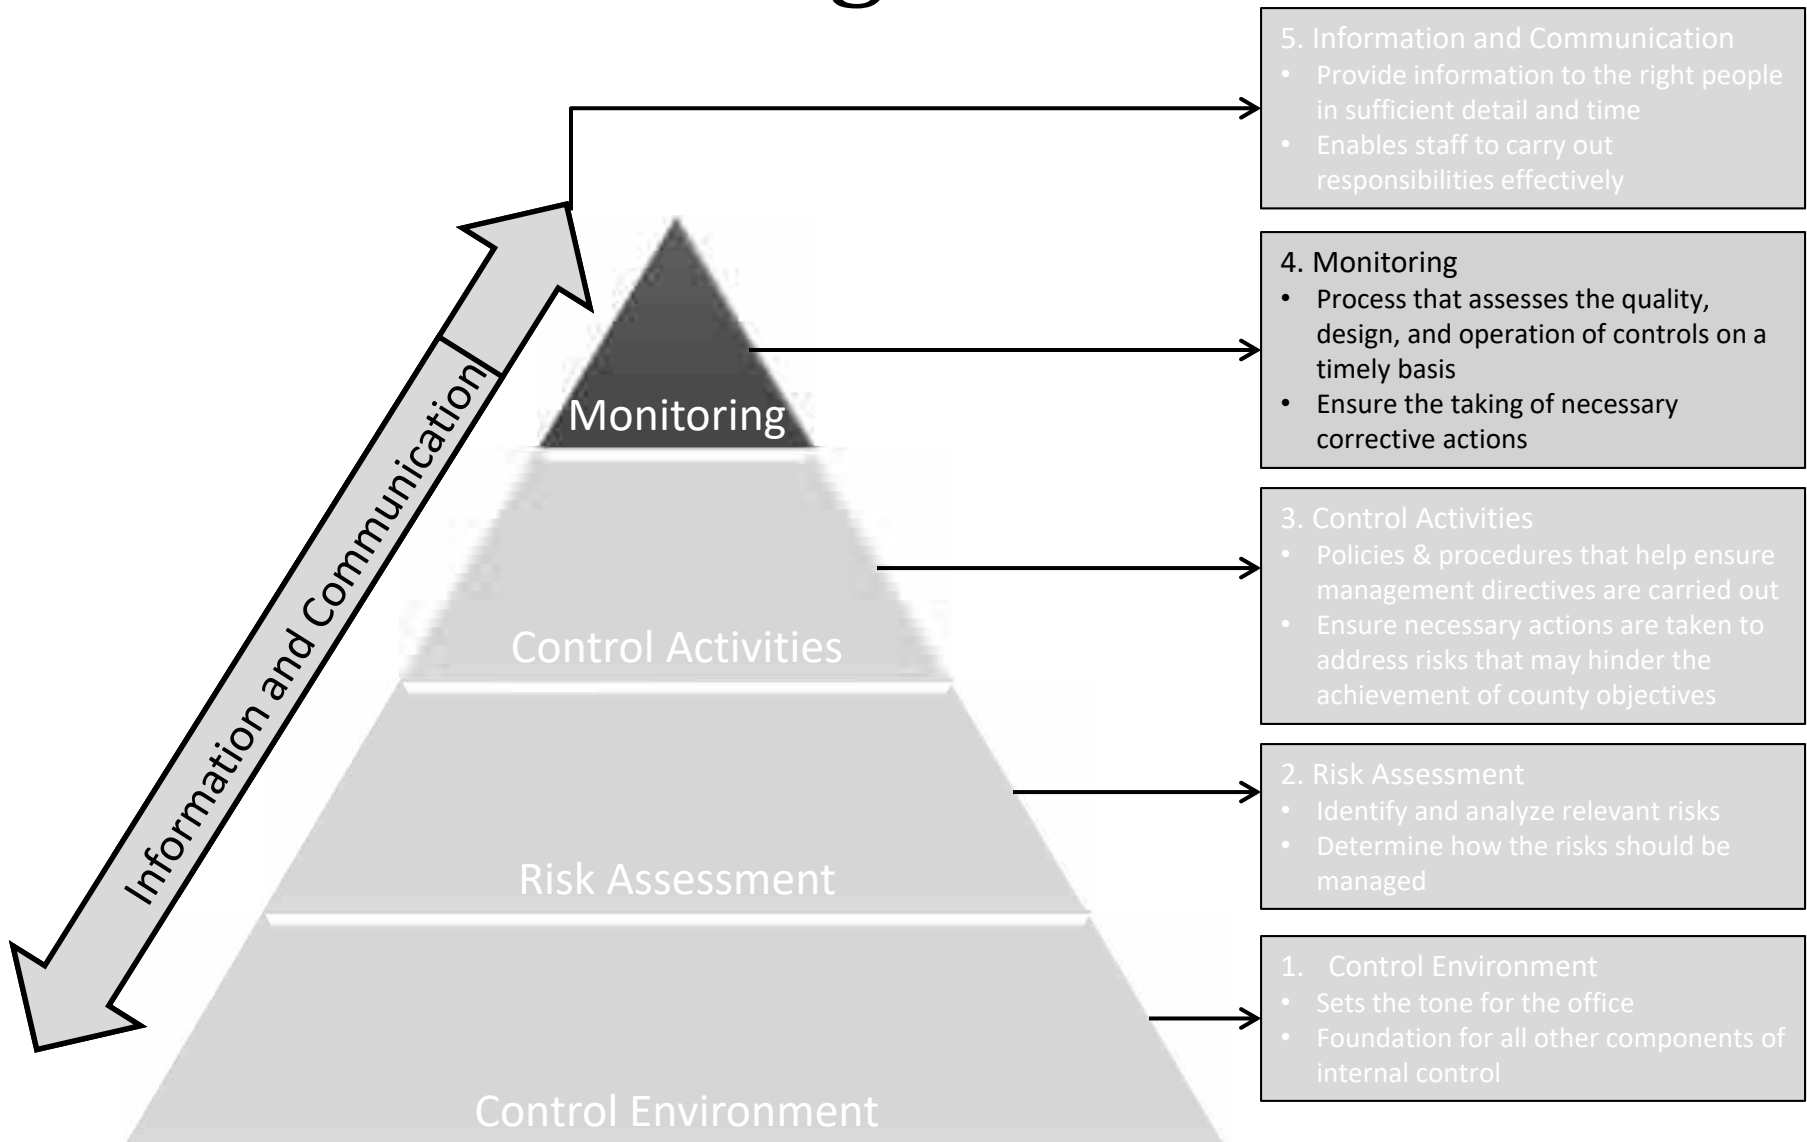 5. Information and Communication
• Provide information to the right people
in sufficient detail and time
• Enables staff to carry out
responsibilities effectively
4. Monitoring
• Process that assesses the quality,
design, and operation of controls on a
timely basis
• Ensure the taking of necessary
corrective actions
3. Control Activities
• Policies & procedures that help ensure
management directives are carried out
• Ensure necessary actions are taken to
address risks that may hinder the
achievement of county objectives
2. Risk Assessment
• Identify and analyze relevant risks
• Determine how the risks should be
managed
1. Control Environment
• Sets the tone for the office
• Foundation for all other components of
internal control
Information and Communication
Monitoring
Control Activities
Risk Assessment
Control Environment